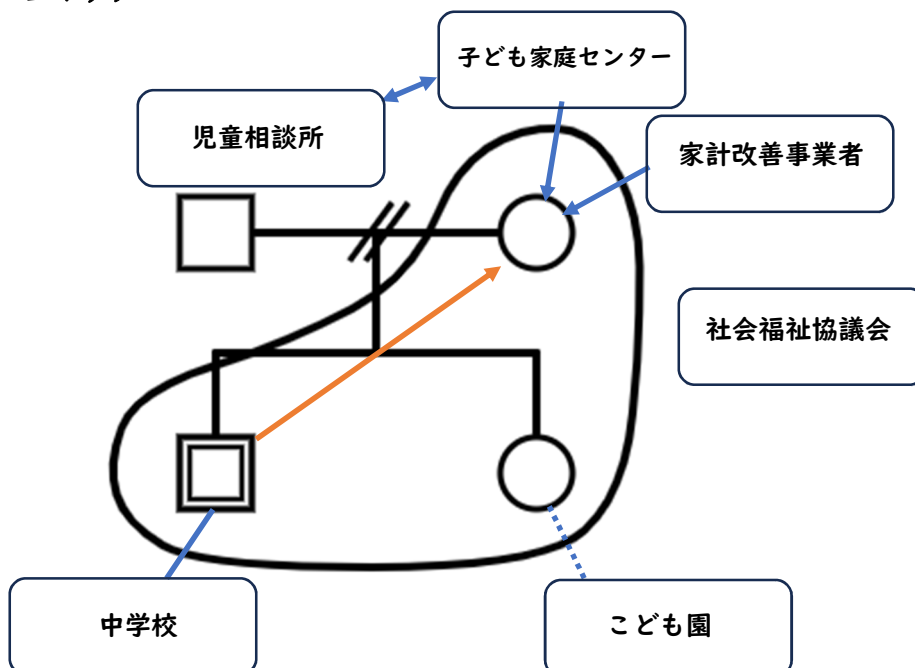 子ども家庭センター
児童相談所
家計改善事業者
社会福祉協議会
中学校
こども園